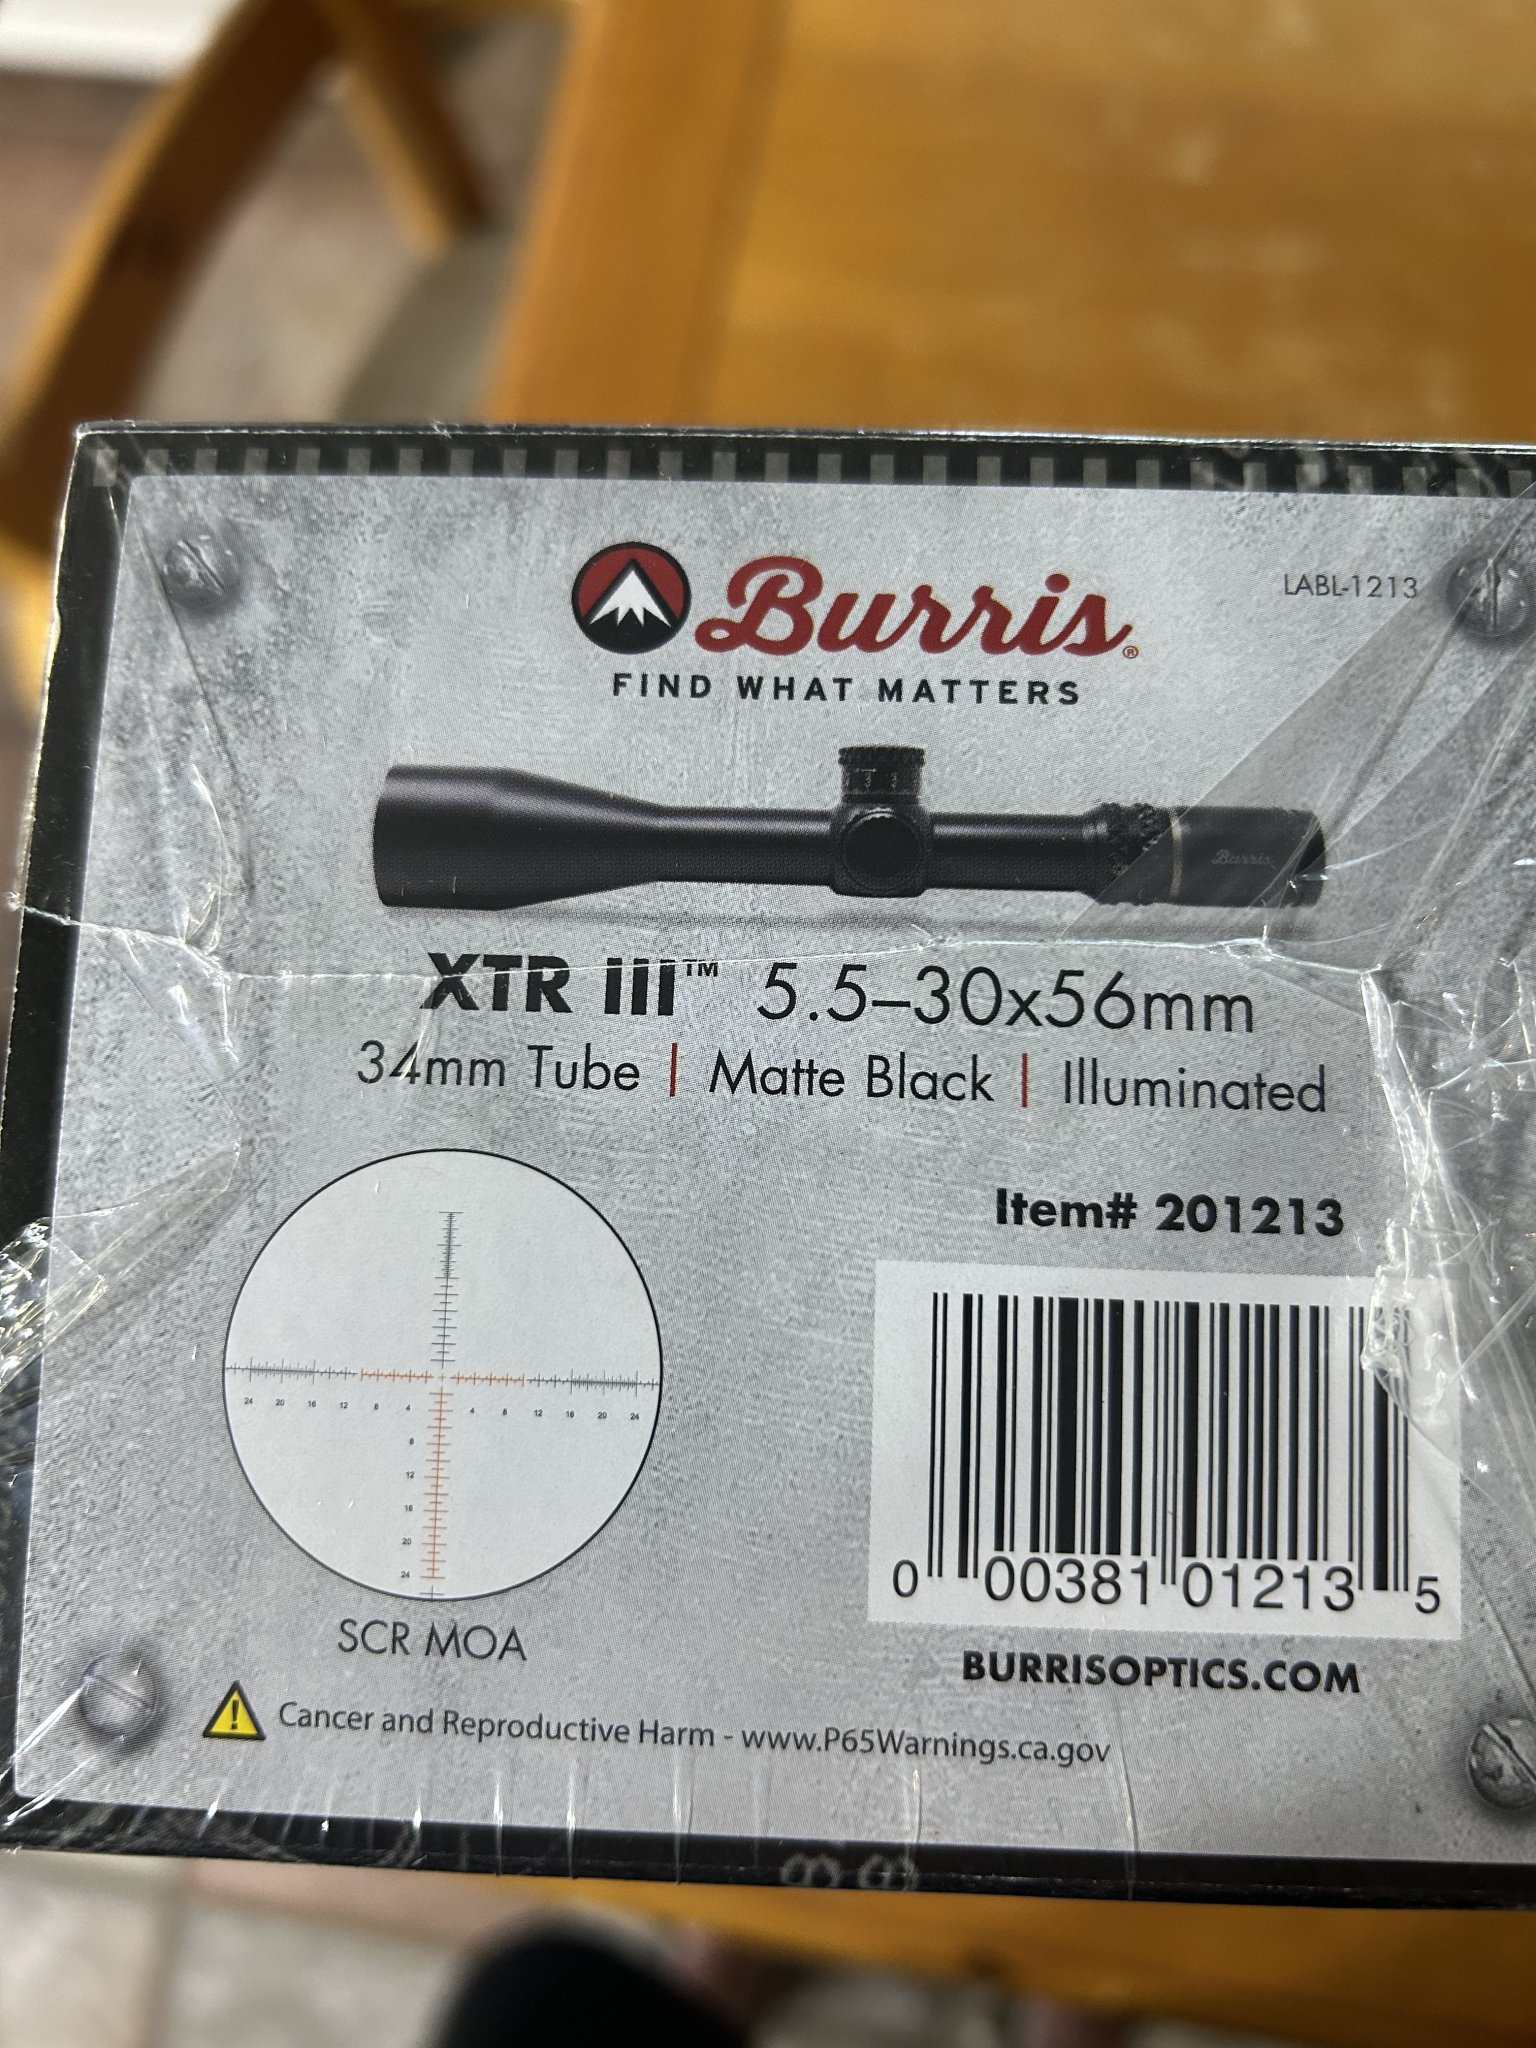 LABL-1213
Burris®
FIND WHAT MATTERS
Burris
XTR III™ 5.5–30x56mm
34mm Tube | Matte Black | Illuminated
Item# 201213
24 20 16 12 8 4 4 8 12 16 20 24
8
12
16
20
24
0 00381 01213 5
SCR MOA
BURRISOPTICS.COM
Cancer and Reproductive Harm - www.P65Warnings.ca.gov